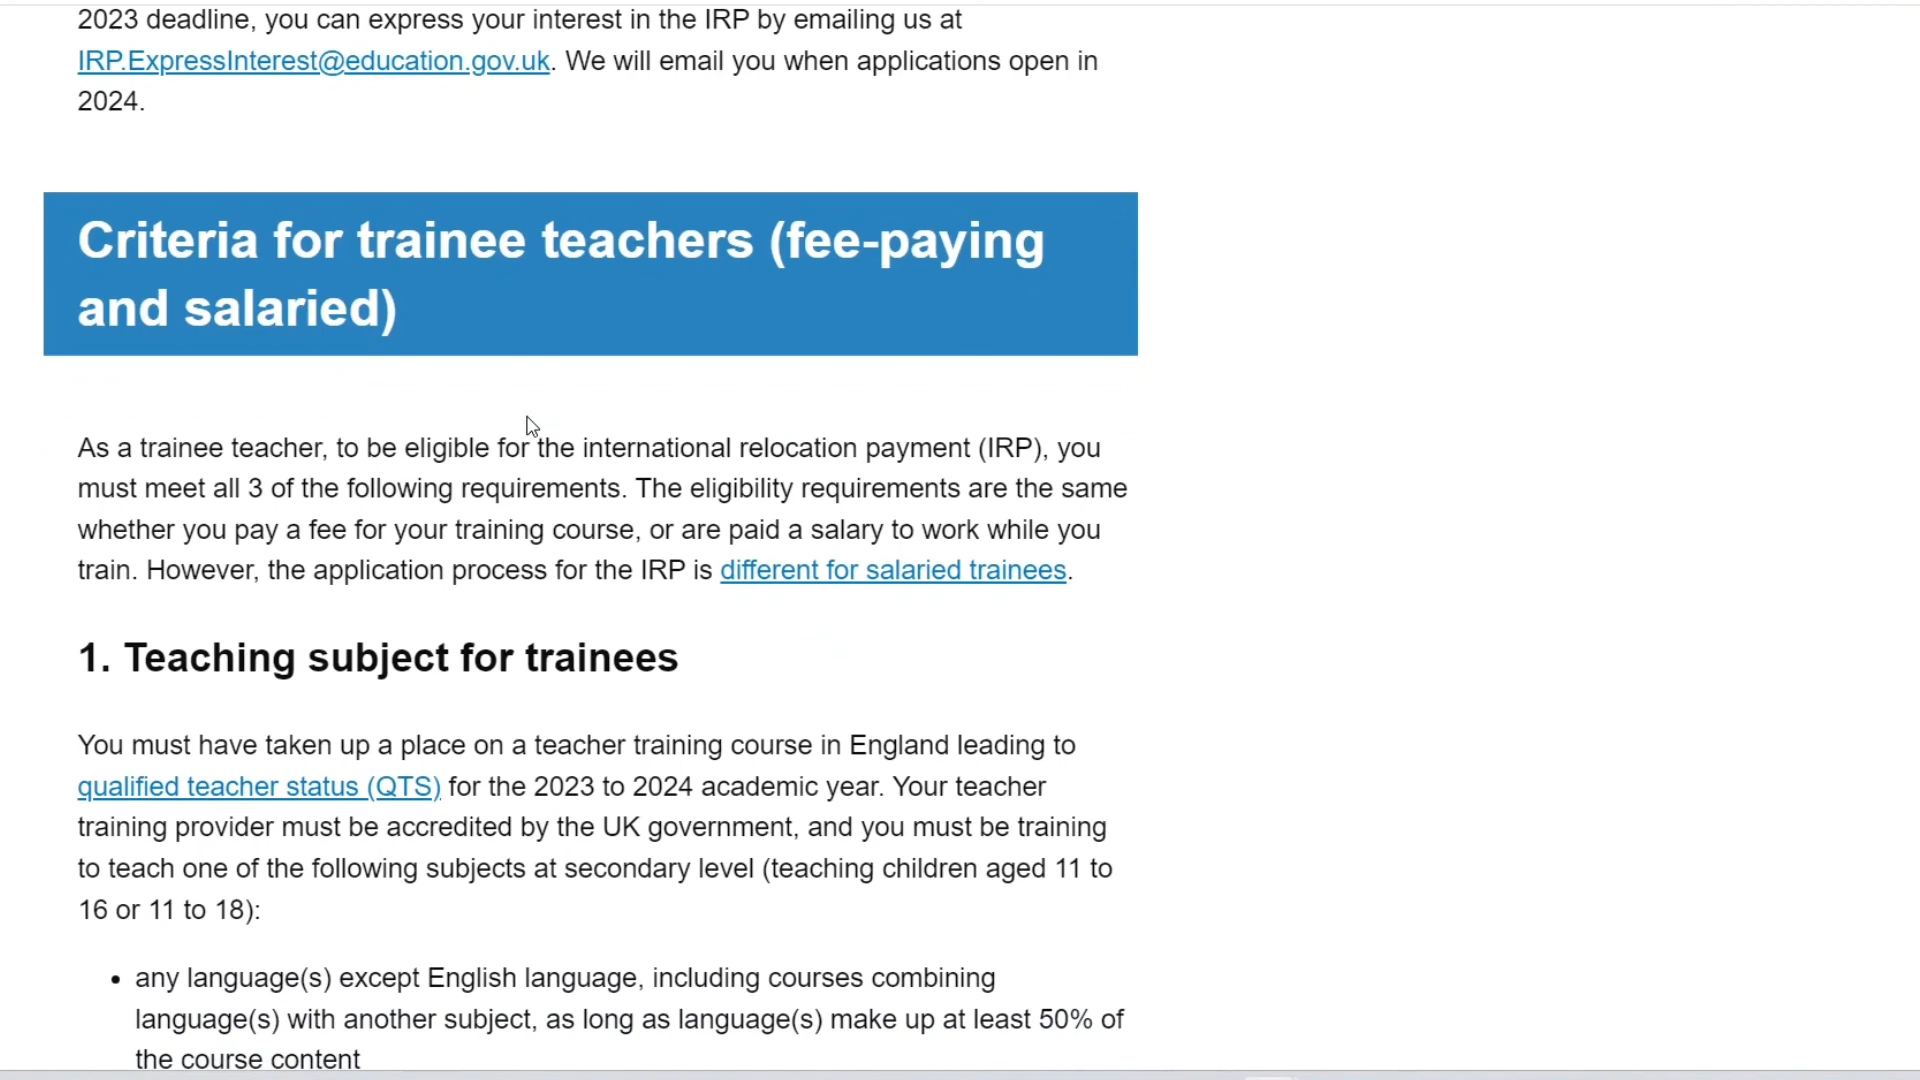 2023 deadline, you can express your interest in the IRP by emailing us at
IRP.ExpressInterest@education.gov.uk. We will email you when applications open in
2024.
Criteria for trainee teachers (fee-paying
and salaried)
As a trainee teacher, to be eligible for the international relocation payment (IRP), you
must meet all 3 of the following requirements. The eligibility requirements are the same
whether you pay a fee for your training course, or are paid a salary to work while you
train. However, the application process for the IRP is different for salaried trainees.
1. Teaching subject for trainees
You must have taken up a place on a teacher training course in England leading to
qualified teacher status (QTS) for the 2023 to 2024 academic year. Your teacher
training provider must be accredited by the UK government, and you must be training
to teach one of the following subjects at secondary level (teaching children aged 11 to
16 or 11 to 18):
• any language(s) except English language, including courses combining
language(s) with another subject, as long as language(s) make up at least 50% of
the course content